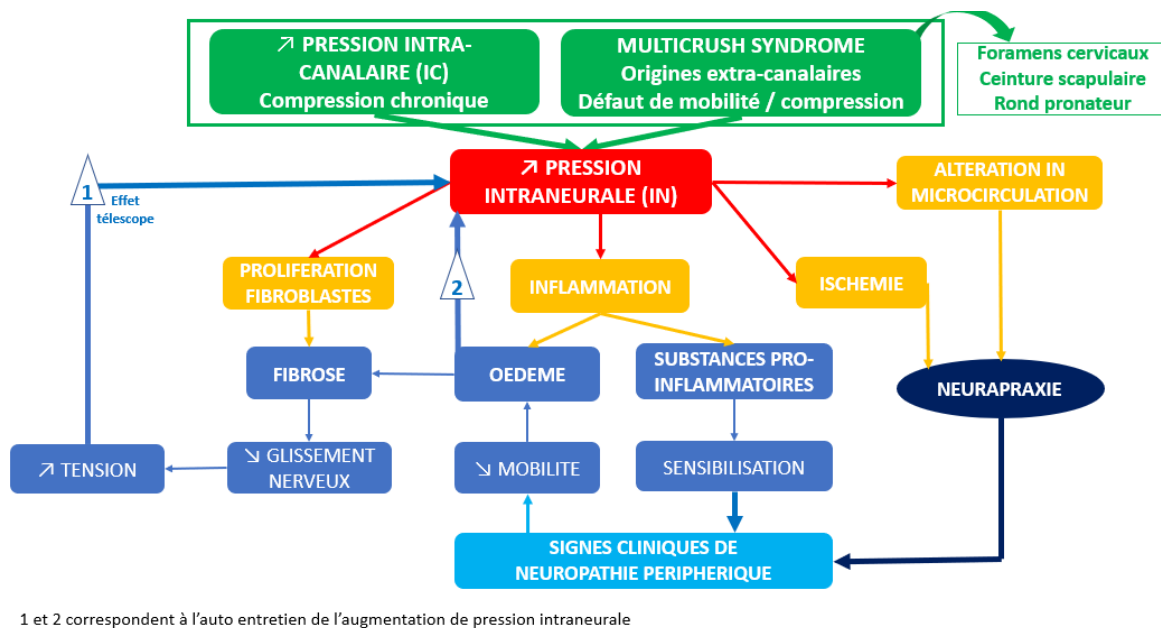 ↗ PRESSION INTRA-
CANALAIRE (IC)
Compression chronique
MULTICRUSH SYNDROME
Origines extra-canalaires
Défaut de mobilité / compression
Foramens cervicaux
Ceinture scapulaire
Rond pronateur
1
Effet
télescope
↗ PRESSION
INTRANEURALE (IN)
ALTERATION IN
MICROCIRCULATION
PROLIFERATION
FIBROBLASTES
2
INFLAMMATION
ISCHEMIE
FIBROSE
OEDEME
SUBSTANCES PRO-
INFLAMMATOIRES
NEURAPRAXIE
↗ TENSION
↘ GLISSEMENT
NERVEUX
↘ MOBILITE
SENSIBILISATION
SIGNES CLINIQUES DE
NEUROPATHIE PERIPHERIQUE
1 et 2 correspondent à l'auto entretien de l'augmentation de pression intraneurale